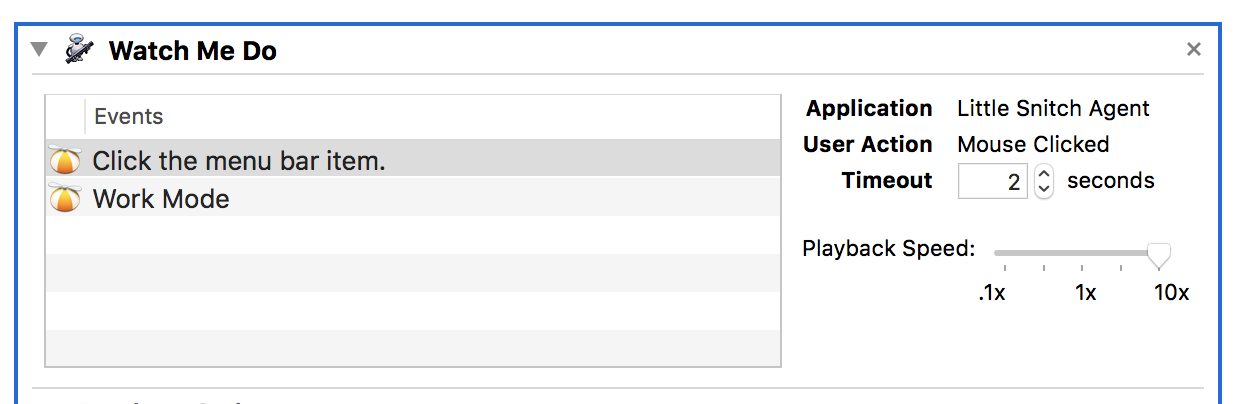 Watch Me Do
Events
Click the menu bar item.
Work Mode
Application Little Snitch Agent
User Action Mouse Clicked
Timeout 2 seconds
Playback Speed:
.1x 1x 10x